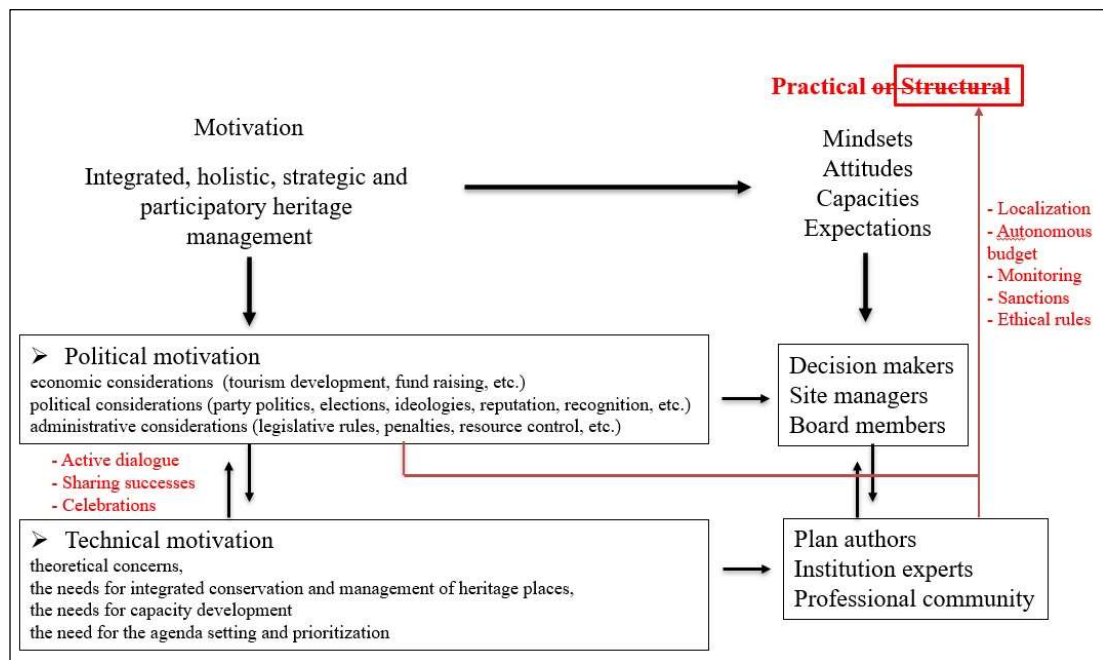 Practical or Structural
Motivation
Integrated, holistic, strategic and
participatory heritage
management
Mindsets
Attitudes
Capacities
Expectations
- Localization
- Autonomous
budget
- Monitoring
- Sanctions
- Ethical rules
➢ Political motivation
economic considerations (tourism development, fund raising, etc.)
political considerations (party politics, elections, ideologies, reputation, recognition, etc.)
administrative considerations (legislative rules, penalties, resource control, etc.)
Decision makers
Site managers
Board members
- Active dialogue
- Sharing successes
- Celebrations
➢ Technical motivation
theoretical concerns,
the needs for integrated conservation and management of heritage places,
the needs for capacity development
the need for the agenda setting and prioritization
Plan authors
Institution experts
Professional community